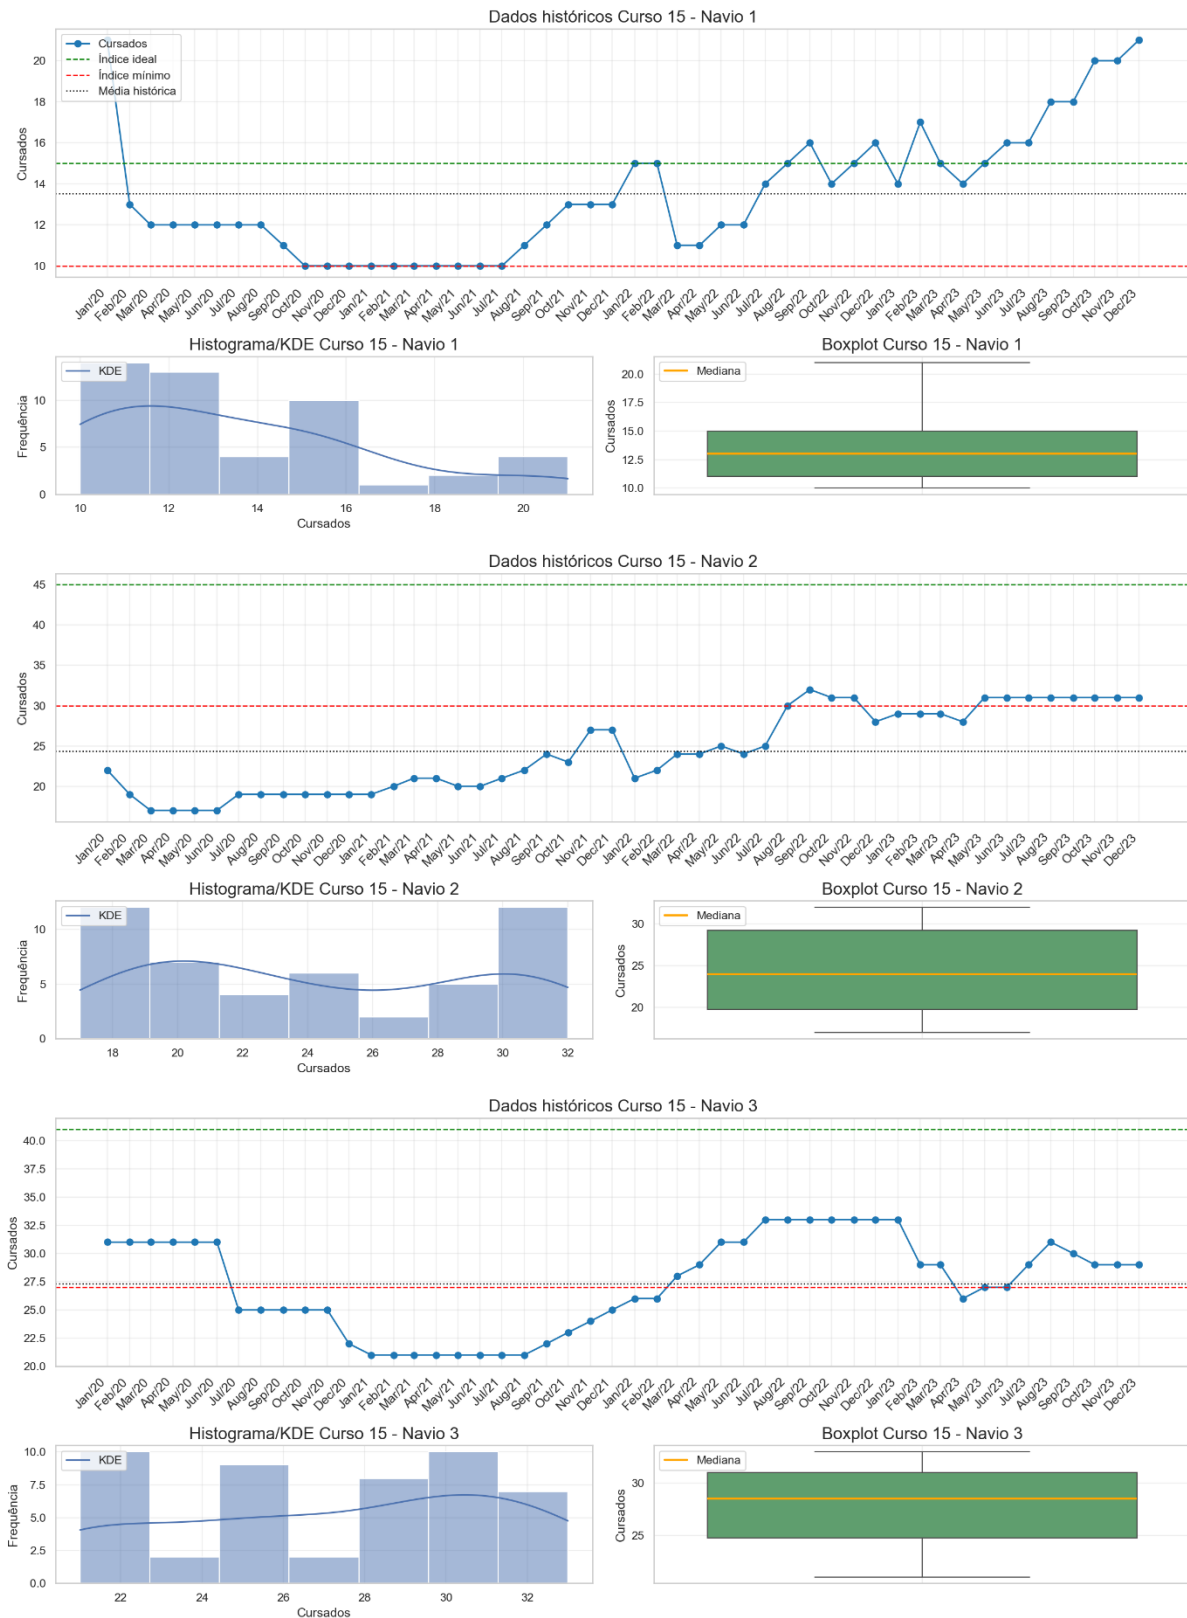 Dados históricos Curso 15 - Navio 1
Cursados
Índice ideal
Índice mínimo
Média histórica
Cursados
20
18
16
14
12
10
Jan/20 Feb/20 Mar/20 Apr/20 May/20 Jun/20 Jul/20 Aug/20 Sep/20 Oct/20 Nov/20 Dec/20 Jan/21 Feb/21 Mar/21 Apr/21 May/21 Jun/21 Jul/21 Aug/21 Sep/21 Oct/21 Nov/21 Dec/21 Jan/22 Feb/22 Mar/22 Apr/22 May/22 Jun/22 Jul/22 Aug/22 Sep/22 Oct/22 Nov/22 Dec/22 Jan/23 Feb/23 Mar/23 Apr/23 May/23 Jun/23 Jul/23 Aug/23 Sep/23 Oct/23 Nov/23 Dec/23
Histograma/KDE Curso 15 - Navio 1
KDE
Frequência
10
5
0
10 12 14 16 18 20
Cursados
Boxplot Curso 15 - Navio 1
Mediana
Cursados
20.0
17.5
15.0
12.5
10.0
Dados históricos Curso 15 - Navio 2
Cursados
45
40
35
30
25
20
Jan/20 Feb/20 Mar/20 Apr/20 May/20 Jun/20 Jul/20 Aug/20 Sep/20 Oct/20 Nov/20 Dec/20 Jan/21 Feb/21 Mar/21 Apr/21 May/21 Jun/21 Jul/21 Aug/21 Sep/21 Oct/21 Nov/21 Dec/21 Jan/22 Feb/22 Mar/22 Apr/22 May/22 Jun/22 Jul/22 Aug/22 Sep/22 Oct/22 Nov/22 Dec/22 Jan/23 Feb/23 Mar/23 Apr/23 May/23 Jun/23 Jul/23 Aug/23 Sep/23 Oct/23 Nov/23 Dec/23
Histograma/KDE Curso 15 - Navio 2
KDE
Frequência
10
5
0
18 20 22 24 26 28 30 32
Cursados
Boxplot Curso 15 - Navio 2
Mediana
Cursados
30
25
20
Dados históricos Curso 15 - Navio 3
Cursados
40.0
37.5
35.0
32.5
30.0
27.5
25.0
22.5
20.0
Jan/20 Feb/20 Mar/20 Apr/20 May/20 Jun/20 Jul/20 Aug/20 Sep/20 Oct/20 Nov/20 Dec/20 Jan/21 Feb/21 Mar/21 Apr/21 May/21 Jun/21 Jul/21 Aug/21 Sep/21 Oct/21 Nov/21 Dec/21 Jan/22 Feb/22 Mar/22 Apr/22 May/22 Jun/22 Jul/22 Aug/22 Sep/22 Oct/22 Nov/22 Dec/22 Jan/23 Feb/23 Mar/23 Apr/23 May/23 Jun/23 Jul/23 Aug/23 Sep/23 Oct/23 Nov/23 Dec/23
Histograma/KDE Curso 15 - Navio 3
KDE
Frequência
10.0
7.5
5.0
2.5
0.0
22 24 26 28 30 32
Cursados
Boxplot Curso 15 - Navio 3
Mediana
Cursados
30
25